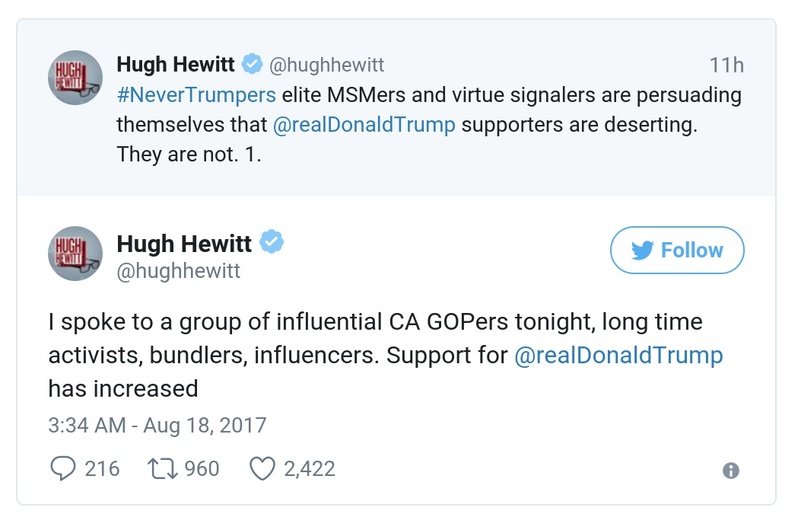 Hugh Hewitt @hughhewitt 11h
#NeverTrumpers elite MSMers and virtue signalers are persuading
themselves that @realDonaldTrump supporters are deserting.
They are not. 1.
HUGH
HEWITT
Hugh Hewitt
@hughhewitt
Follow
I spoke to a group of influential CA GOPers tonight, long time
activists, bundlers, influencers. Support for @realDonaldTrump
has increased
3:34 AM - Aug 18, 2017
216 960 2,422